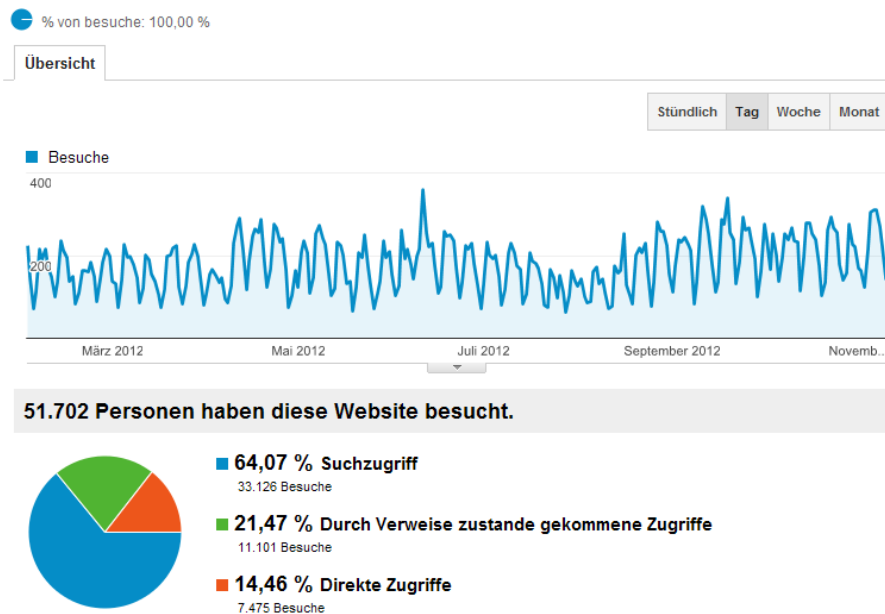 % von besuche: 100,00 %
Übersicht
Stündlich Tag Woche Monat
Besuche
400
200
März 2012 Mai 2012 Juli 2012 September 2012 Novemb...
51.702 Personen haben diese Website besucht.
64,07 % Suchzugriff
33.126 Besuche
21,47 % Durch Verweise zustande gekommene Zugriffe
11.101 Besuche
14,46 % Direkte Zugriffe
7.475 Besuche